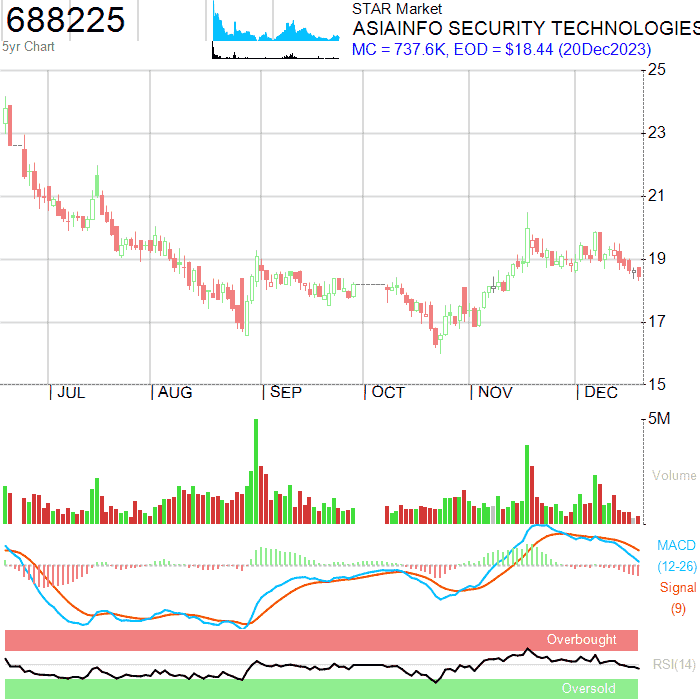 688225
5yr Chart
STAR Market
ASIAINFO SECURITY TECHNOLOGIES
MC = 737.6K, EOD = $18.44 (20Dec2023)
25
23
21
19
17
15
JUL AUG SEP OCT NOV DEC
5M
Volume
MACD
(12-26)
Signal
(9)
Overbought
RSI(14)
Oversold